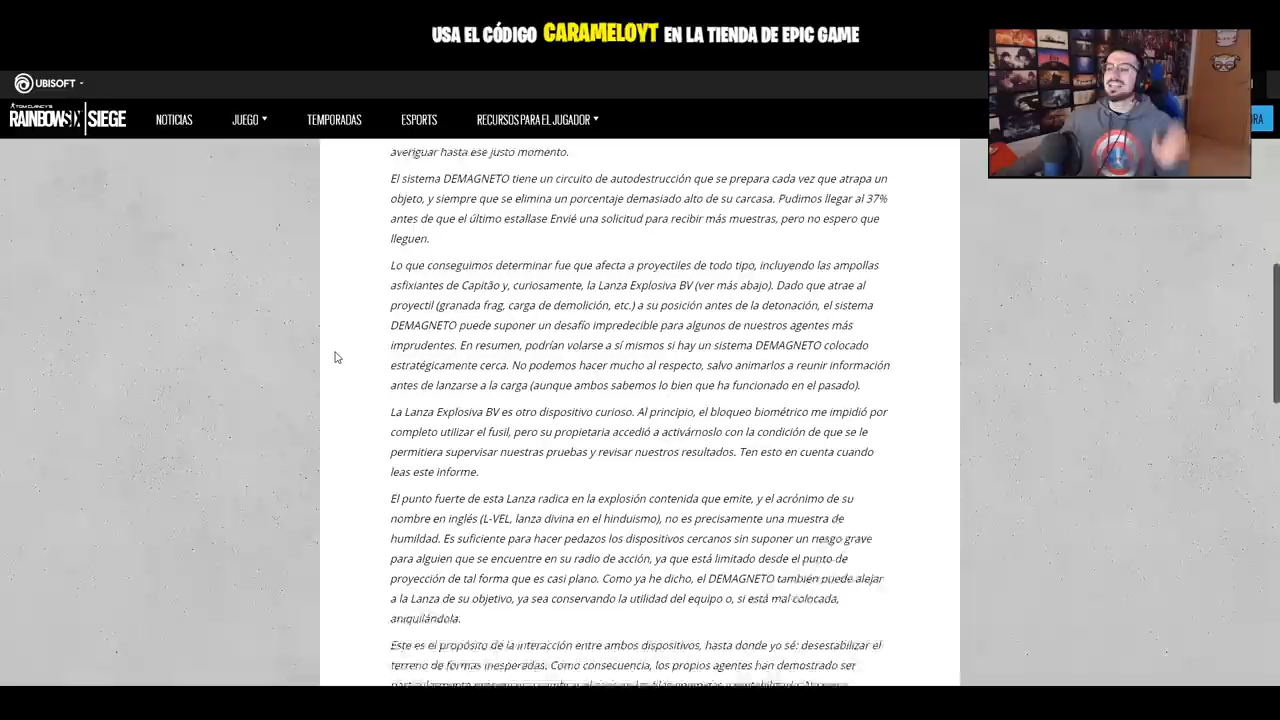 USA EL CÓDIGO CARAMELOYT EN LA TIENDA DE EPIC GAME
UBISOFT
TOM CLANCY'S
RAINBOW SIX | SIEGE
NOTICIAS
JUEGO
TEMPORADAS
ESPORTS
RECURSOS PARA EL JUGADOR
averiguar hasta ese justo momento.
El sistema DEMAGNETO tiene un circuito de autodestrucción que se prepara cada vez que atrapa un
objeto, y siempre que se elimina un porcentaje demasiado alto de su carcasa. Pudimos llegar al 37%
antes de que el último estallase Envié una solicitud para recibir más muestras, pero no espero que
lleguen.
Lo que conseguimos determinar fue que afecta a proyectiles de todo tipo, incluyendo las ampollas
asfixiantes de Capitão y, curiosamente, la Lanza Explosiva BV (ver más abajo). Dado que atrae al
proyectil (granada frag, carga de demolición, etc.) a su posición antes de la detonación, el sistema
DEMAGNETO puede suponer un desafío impredecible para algunos de nuestros agentes más
imprudentes. En resumen, podrían volarse a sí mismos si hay un sistema DEMAGNETO colocado
estratégicamente cerca. No podemos hacer mucho al respecto, salvo animarlos a reunir información
antes de lanzarse a la carga (aunque ambos sabemos lo bien que ha funcionado en el pasado).
La Lanza Explosiva BV es otro dispositivo curioso. Al principio, el bloqueo biométrico me impidió por
completo utilizar el fusil, pero su propietaria accedió a activárnoslo con la condición de que se le
permitiera supervisar nuestras pruebas y revisar nuestros resultados. Ten esto en cuenta cuando
leas este informe.
El punto fuerte de esta Lanza radica en la explosión contenida que emite, y el acrónimo de su
nombre en inglés (L-VEL, lanza divina en el hinduismo), no es precisamente una muestra de
humildad. Es suficiente para hacer pedazos los dispositivos cercanos sin suponer un riesgo grave
para alguien que se encuentre en su radio de acción, ya que está limitado desde el punto de
proyección de tal forma que es casi plano. Como ya he dicho, el DEMAGNETO también puede alejar
a la Lanza de su objetivo, ya sea conservando la utilidad del equipo o, si está mal colocada,
aniquilándola.
Este es el propósito de la interacción entre ambos dispositivos, hasta donde yo sé: desestabilizar el
terreno de formas inesperadas. Como consecuencia, los propios agentes han demostrado ser